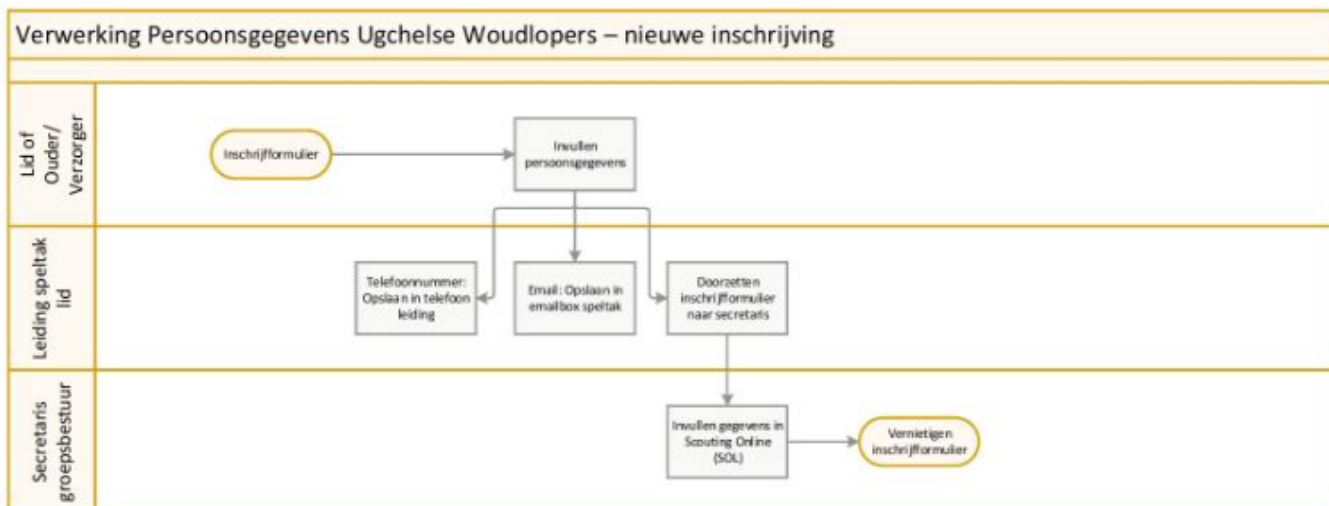 Verwerking Persoonsgegevens Ugchelse Woudlopers – nieuwe inschrijving
Lid of
Ouder/
Verzorger
Inschrijfformulier
Invullen
persoonsgegevens
Leiding speltak
lid
Telefoonnummer:
Opslaan in telefoon
leiding
Email: Opslaan in
emailbox speltak
Doorzetten
inschrijfformulier
naar secretaris
Secretaris
groepsbestuur
Invullen gegevens in
Scouting Online
(SOL)
Vernietigen
inschrijfformulier